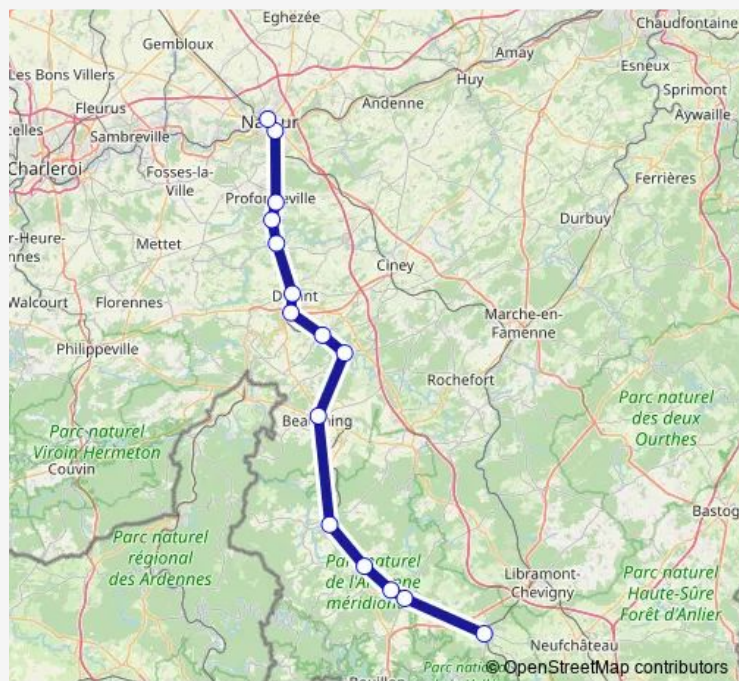 Eghezée
Chaudfontaine
Gembloux
Amay
Esneux
Les Bons Villers
Huy
Sprimont
Fleurus
Andenne
Aywaille
Sambreville
Charleroi
Fosses-la-
Ville
Ferrières
Durbuy
Mettet
Ciney
Walcourt
Florennes
Marche-en-
Famenne
Philippeville
Rochefort
Parc naturel
des deux
Ourthes
Parc naturel
Viroin Hermeton
Couvin
Bastog
Parc naturel
régional
des Ardennes
Libramont-
Chevigny
Parc naturel
Haute-Sûre
Forêt d'Anlier
méridion
Neufchâteau
© OpenStreetMap contributors